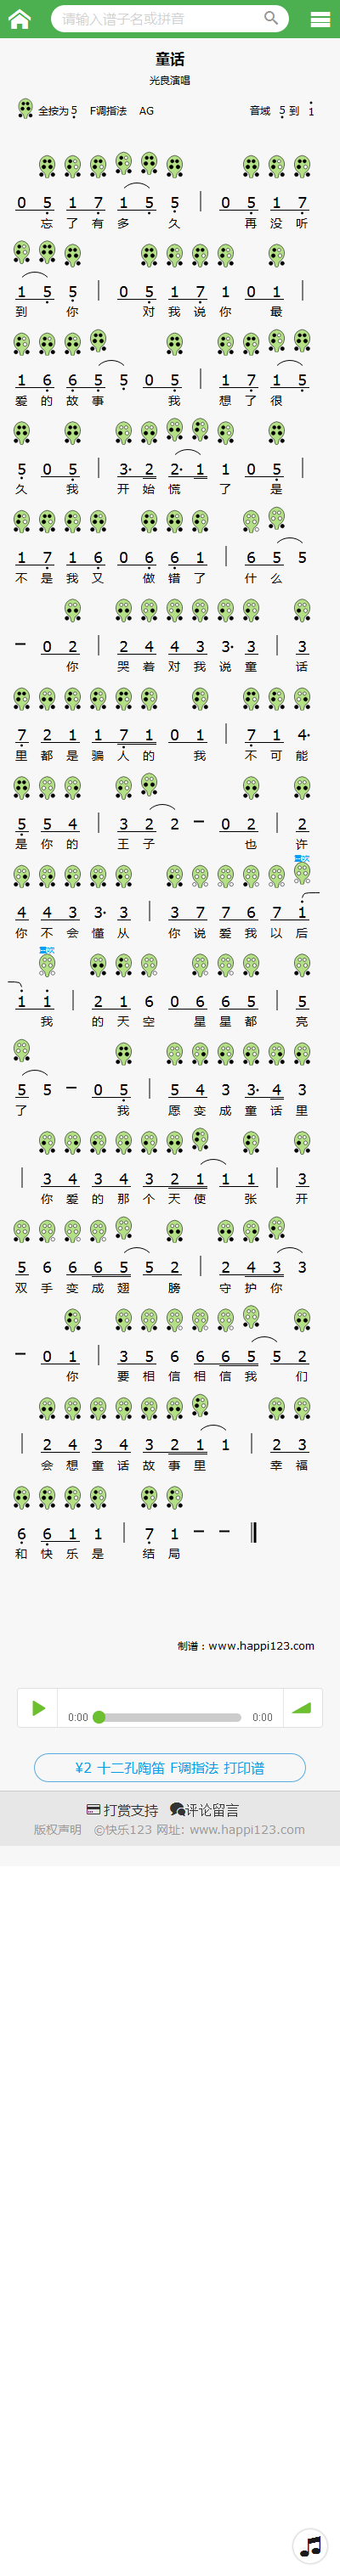 请输入谱子名或拼音
童话
光良演唱
全按为5̣ F调指法 AG 音域 5̣ 到 1̇
0 5̣ 1 7̣ 1 5̣ 5̣ | 0 5̣ 1 7̣
忘 了 有 多 久 再 没 听
1 5̣ 5̣ | 0 5̣ 1 7̣ 1 0 1 |
到 你 对 我 说 你 最
1 6̣ 6̣ 5̣ 5̣ 0 5̣ | 1 7̣ 1 5̣
爱 的 故 事 我 想 了 很
5̣ 0 5̣ | 3· 2 2· 1 1 0 5̣ |
久 我 开 始 慌 了 是
1 7̣ 1 6̣ 0 6̣ 6̣ 1 | 6 5 5
不 是 我 又 做 错 了 什 么
– 0 2 | 2 4 4 3 3· 3 | 3
你 哭 着 对 我 说 童 话
7̣ 2 1 1 7̣ 1 0 1 | 7̣ 1 4·
里 都 是 骗 人 的 我 不 可 能
5̣ 5 4 | 3 2 2 – 0 2 | 2
是 你 的 王 子 也 许
重吹
4 4 3 3· 3 | 3 7 7 6 7 1̇
你 不 会 懂 从 你 说 爱 我 以 后
重吹
1̇ 1̇ | 2 1 6 0 6 6 5 | 5
我 的 天 空 星 星 都 亮
5 5 – 0 5̣ | 5 4 3 3· 4 3
了 我 愿 变 成 童 话 里
| 3 4 3 4 3 2 1 1 1 | 3
你 爱 的 那 个 天 使 张 开
5 6 6 6 5 5 2 | 2 4 3 3
双 手 变 成 翅 膀 守 护 你
– 0 1 | 3 5 6 6 6 5 5 2
你 要 相 信 相 信 我 们
| 2 4 3 4 3 2 1 1 | 2 3
会 想 童 话 故 事 里 幸 福
6̣ 6̣ 1 1 | 7̣ 1 – – ‖
和 快 乐 是 结 局
制谱：www.happi123.com
0:00 0:00
¥2 十二孔陶笛 F调指法 打印谱
打赏支持 评论留言
版权声明 ©快乐123 网址: www.happi123.com